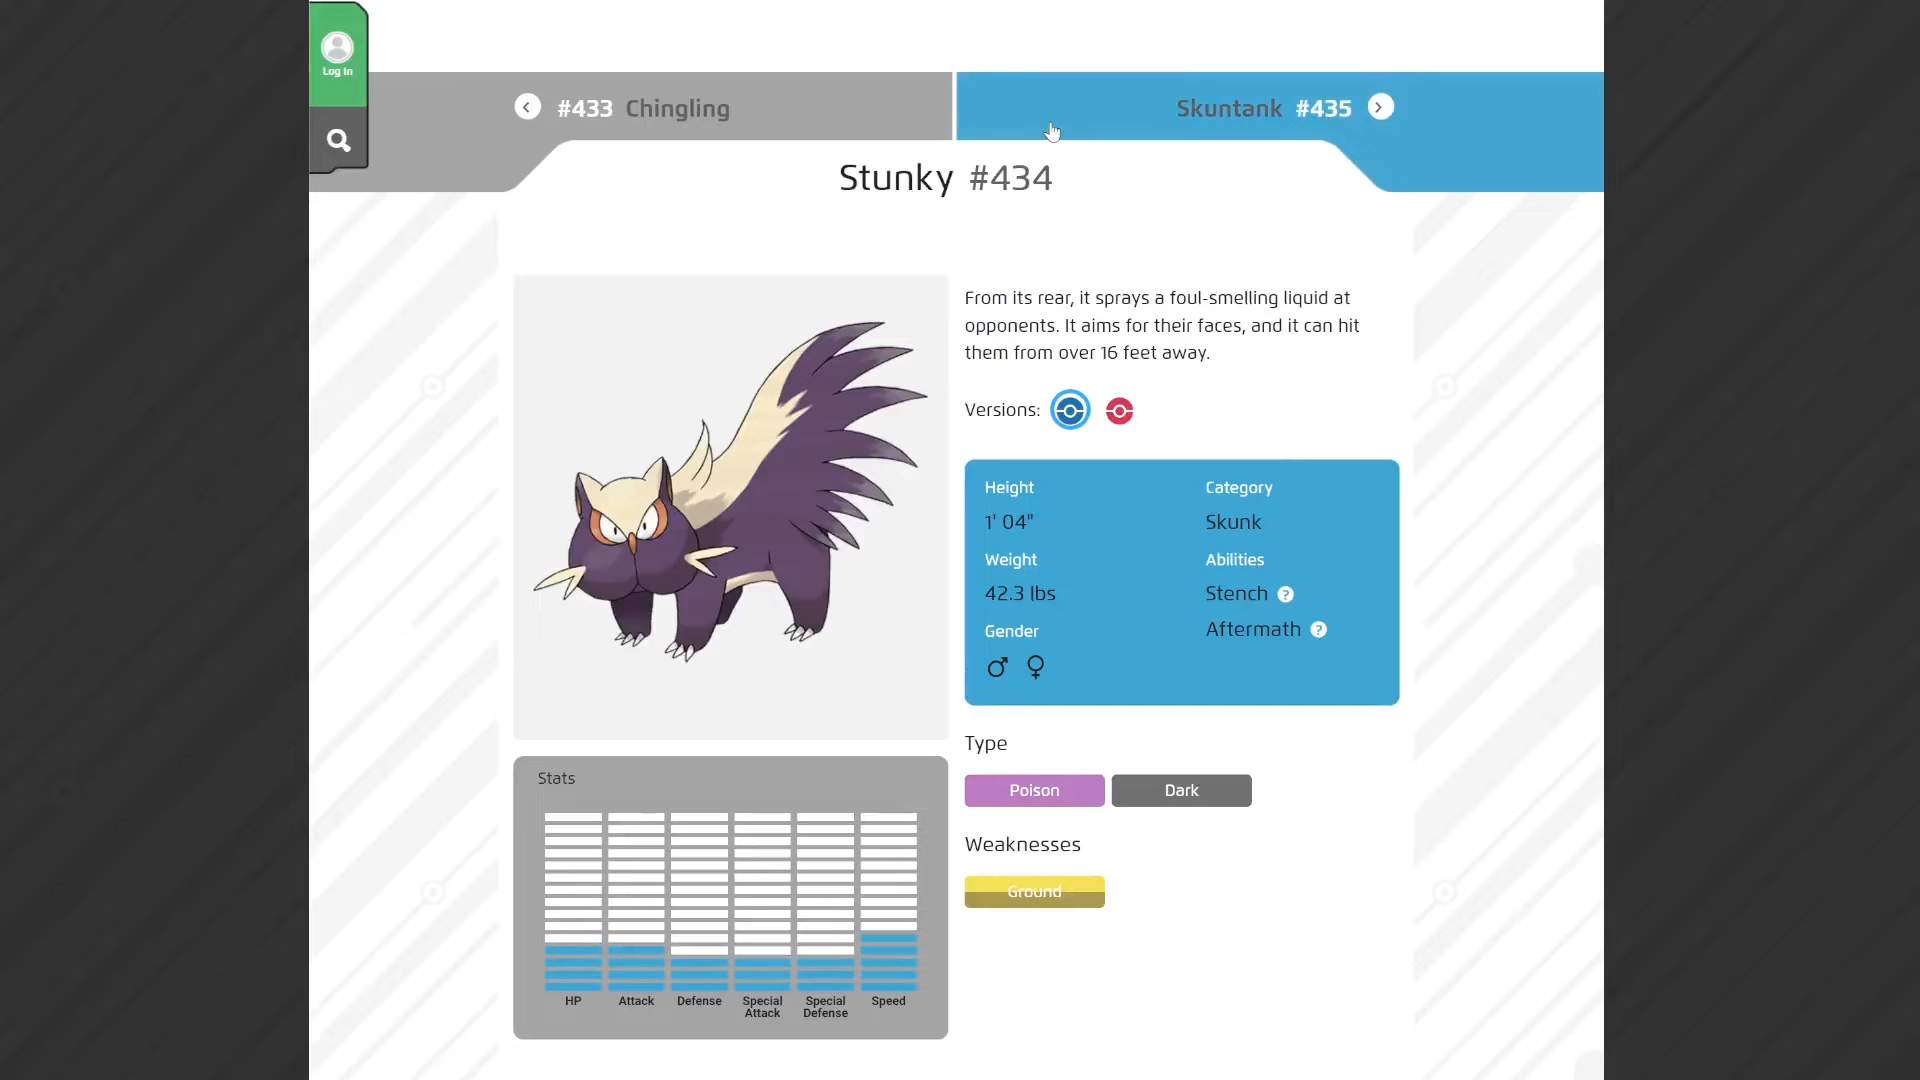 Log In
#433 Chingling
Skuntank #435
Stunky #434
From its rear, it sprays a foul-smelling liquid at
opponents. It aims for their faces, and it can hit
them from over 16 feet away.
Versions:
Height
1' 04"
Weight
42.3 lbs
Gender
Category
Skunk
Abilities
Stench ?
Aftermath ?
Type
Poison
Dark
Weaknesses
Ground
Stats
HP
Attack
Defense
Special
Attack
Special
Defense
Speed